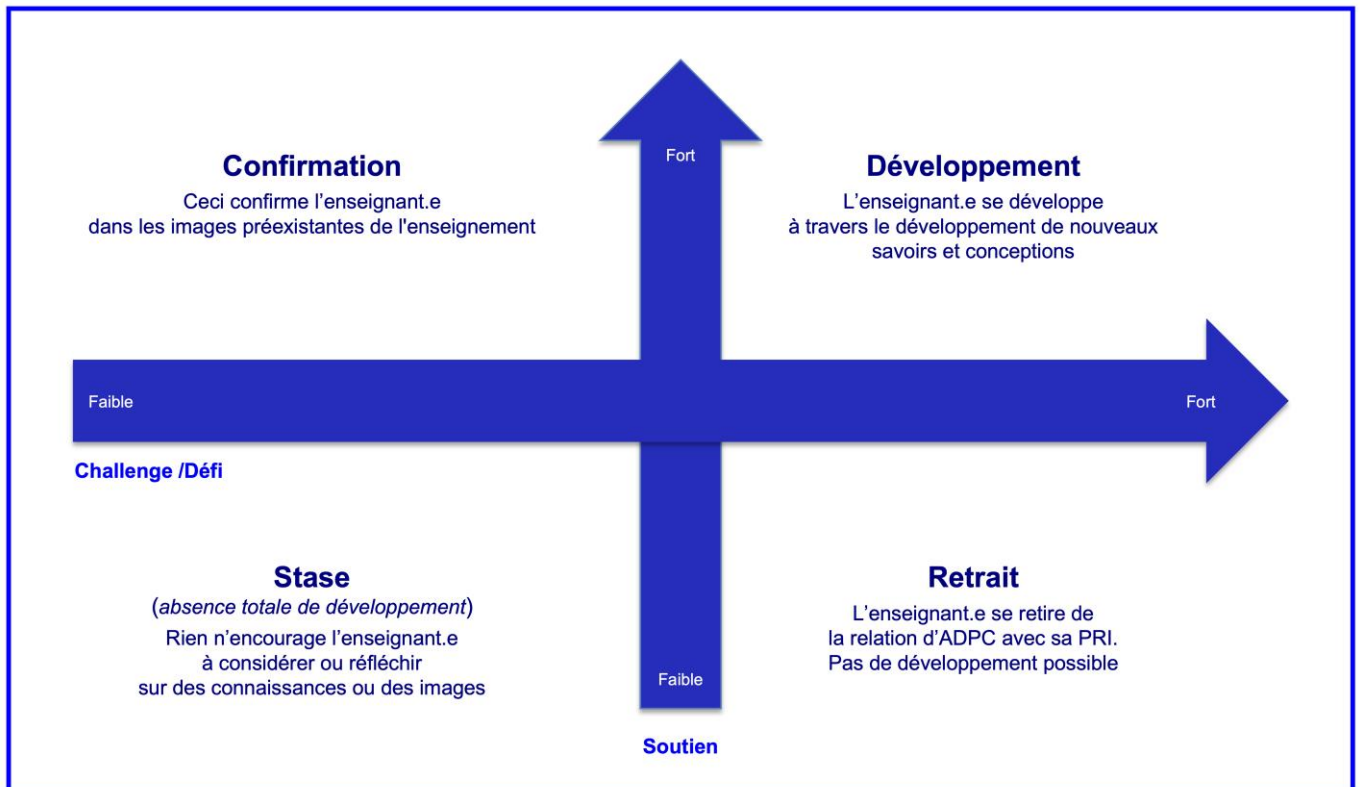 Confirmation
Ceci confirme l'enseignant.e
dans les images préexistantes de l'enseignement
Fort
Développement
L'enseignant.e se développe
à travers le développement de nouveaux
savoirs et conceptions
Faible
Fort
Challenge /Défi
Stase
(absence totale de développement)
Rien n'encourage l'enseignant.e
à considérer ou réfléchir
sur des connaissances ou des images
Faible
Retrait
L'enseignant.e se retire de
la relation d'ADPC avec sa PRI.
Pas de développement possible
Soutien